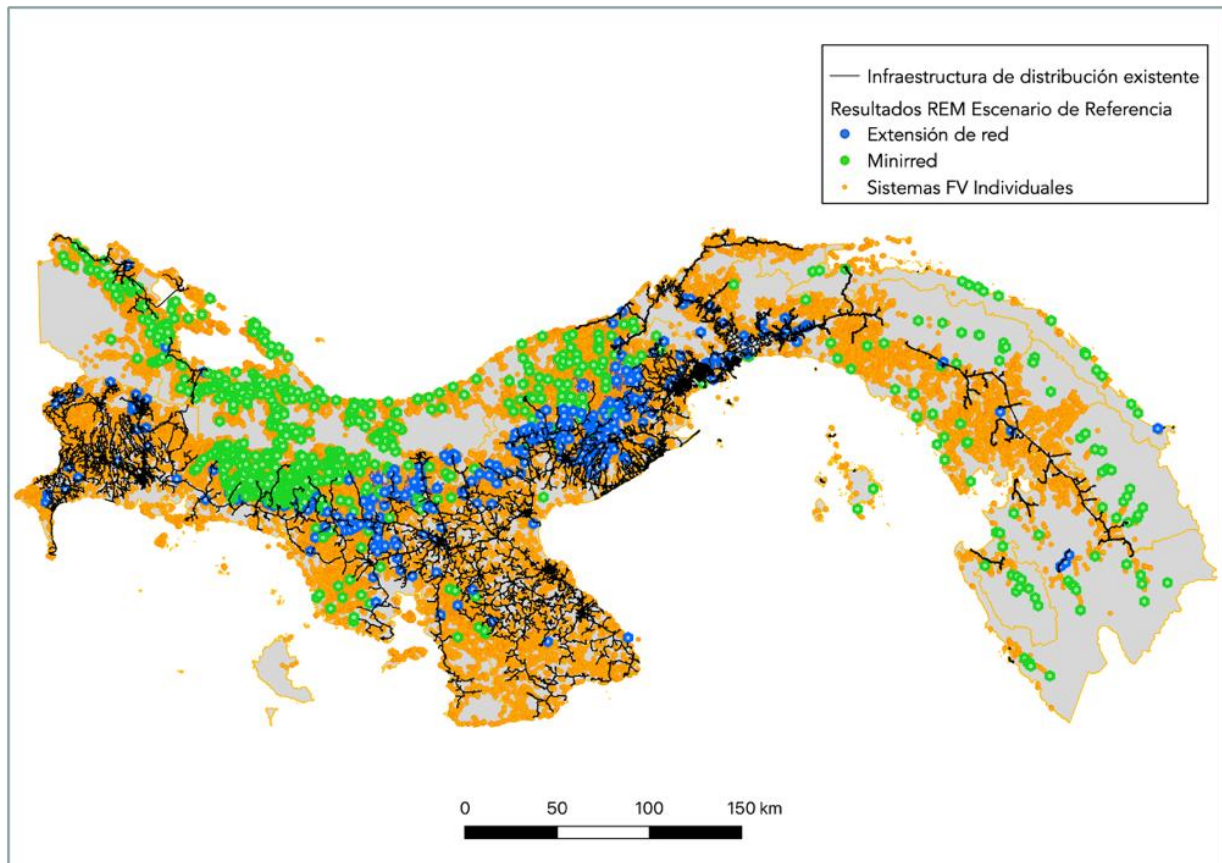 Infraestructura de distribución existente
Resultados REM Escenario de Referencia
Extensión de red
Minirred
Sistemas FV Individuales
0 50 100 150 km